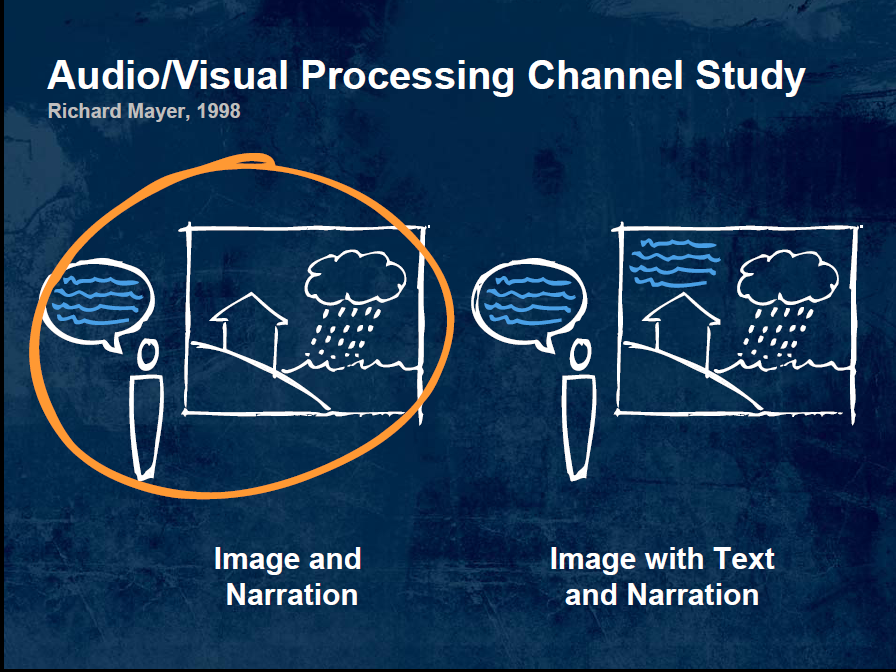 Audio/Visual Processing Channel Study
Richard Mayer, 1998
Image and
Narration
Image with Text
and Narration